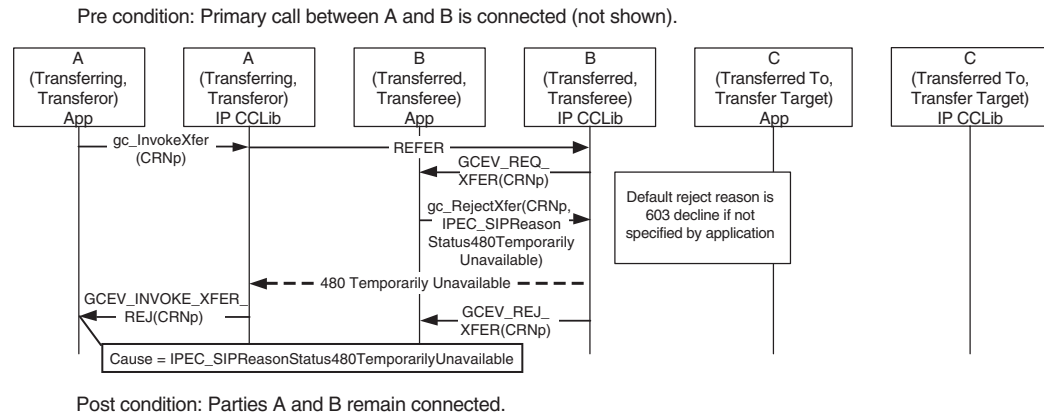 Pre condition: Primary call between A and B is connected (not shown).
A
(Transferring,
Transferor)
App
A
(Transferring,
Transferor)
IP CCLib
B
(Transferred,
Transferee)
App
B
(Transferred,
Transferee)
IP CCLib
C
(Transferred To,
Transfer Target)
App
C
(Transferred To,
Transfer Target)
IP CCLib
gc_InvokeXfer
(CRNp)
REFER
GCEV_REQ_
XFER(CRNp)
gc_RejectXfer(CRNp,
IPEC_SIPReason
Status480Temporarily
Unavailable)
Default reject reason is
603 decline if not
specified by application
480 Temporarily Unavailable
GCEV_INVOKE_XFER_
REJ(CRNp)
GCEV_REJ_
XFER(CRNp)
Cause = IPEC_SIPReasonStatus480TemporarilyUnavailable
Post condition: Parties A and B remain connected.